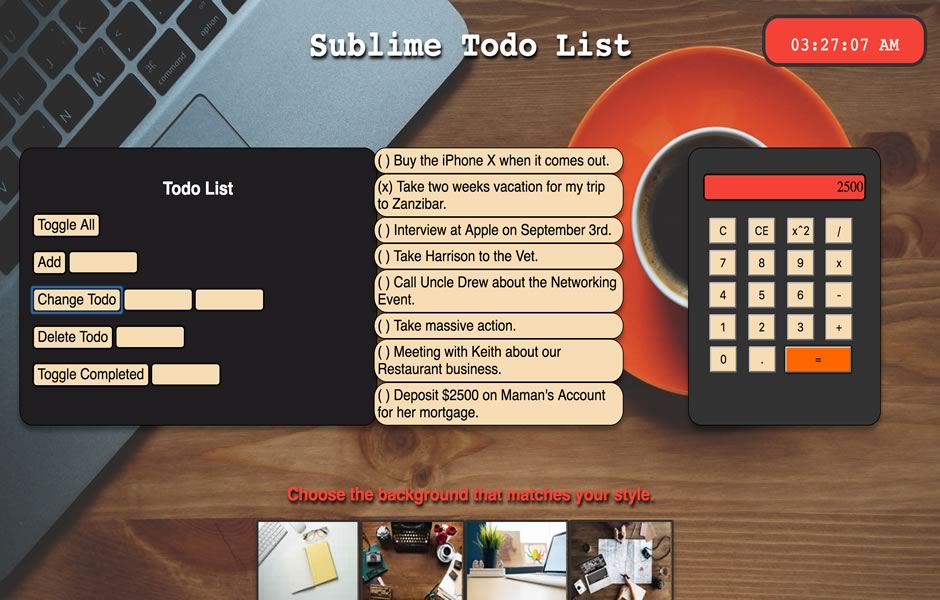 Sublime Todo List
03:27:07 AM
Todo List
Toggle All
Add
Change Todo
Delete Todo
Toggle Completed
( ) Buy the iPhone X when it comes out.
(x) Take two weeks vacation for my trip
to Zanzibar.
( ) Interview at Apple on September 3rd.
( ) Take Harrison to the Vet.
( ) Call Uncle Drew about the Networking
Event.
( ) Take massive action.
( ) Meeting with Keith about our
Restaurant business.
( ) Deposit $2500 on Maman's Account
for her mortgage.
2500
C CE x^2 /
7 8 9 x
4 5 6 -
1 2 3 +
0 . =
Choose the background that matches your style.
option
command